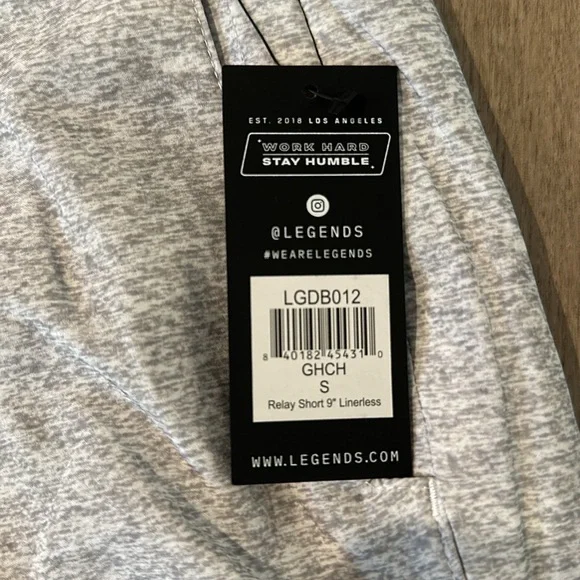 EST. 2018 LOS ANGELES
WORK HARD
STAY HUMBLE
@LEGENDS
#WEARELEGENDS
LGDB012
8 40182 45431 0
GHCH
S
Relay Short 9" Linerless
WWW.LEGENDS.COM